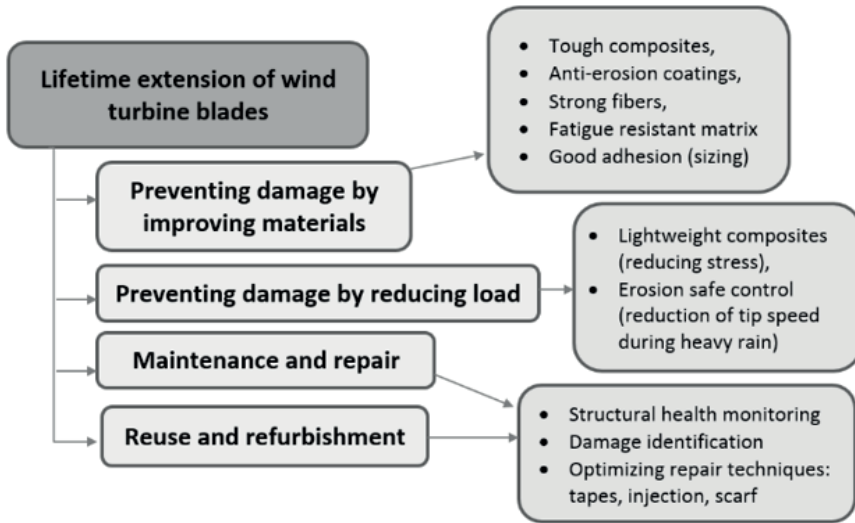 Lifetime extension of wind
turbine blades
Preventing damage by
improving materials
Preventing damage by reducing load
Maintenance and repair
Reuse and refurbishment
• Tough composites,
• Anti-erosion coatings,
• Strong fibers,
• Fatigue resistant matrix
• Good adhesion (sizing)
• Lightweight composites
(reducing stress),
• Erosion safe control
(reduction of tip speed
during heavy rain)
• Structural health monitoring
• Damage identification
• Optimizing repair techniques:
tapes, injection, scarf